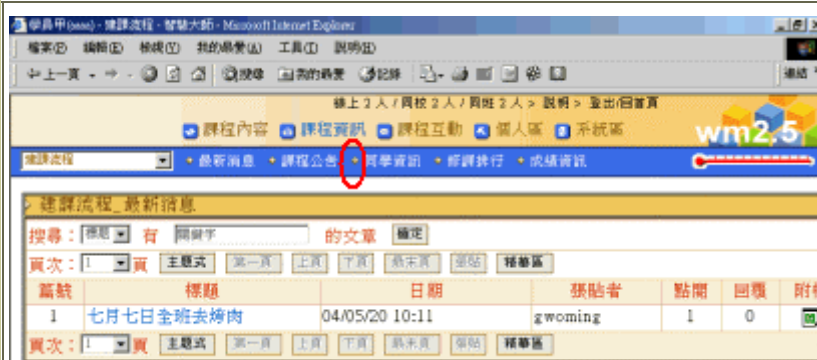 學員甲(aaaa) - 建課流程 - 智慧大師 - Microsoft Internet Explorer
檔案(F) 編輯(E) 檢視(V) 我的最愛(A) 工具(T) 說明(H)
上一頁 搜尋 我的最愛 記錄 連結
線上 2 人 / 同校 2 人 / 同班 2 人 > 說明 > 登出/回首頁
課程內容 課程資訊 課程互動 個人區 系統區 wm2.5
建課流程 最新消息 課程公告 同學資訊 修課排行 成績資訊
建課流程_最新消息
搜尋： 標題 有 關鍵字 的文章 確定
頁次： 1 頁 主題式 第一頁 上頁 下頁 最末頁 張貼 精華區
篇號 標題 日期 張貼者 點閱 回覆 附檔
1 七月七日全班去烤肉 04/05/20 10:11 gwoming 1 0
頁次： 1 頁 主題式 第一頁 上頁 下頁 最末頁 張貼 精華區